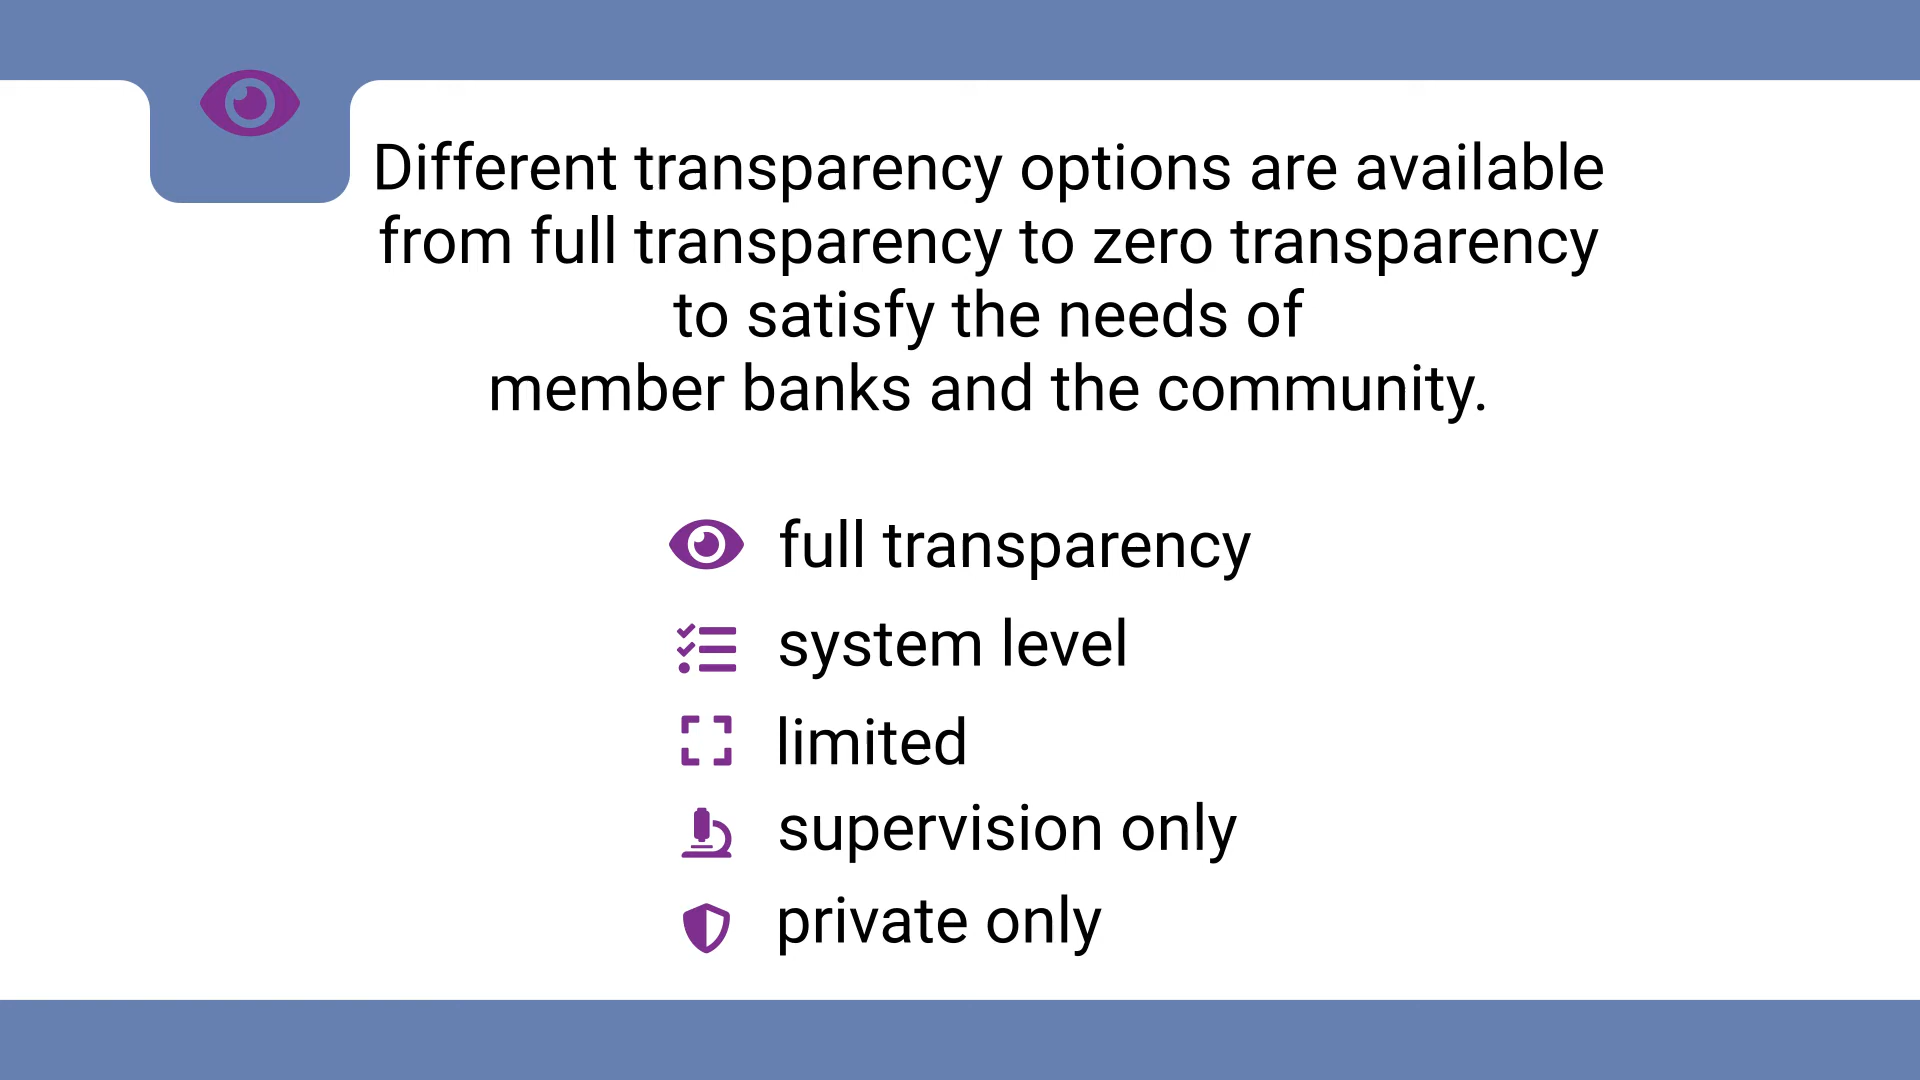 Different transparency options are available
from full transparency to zero transparency
to satisfy the needs of
member banks and the community.
full transparency
system level
limited
supervision only
private only